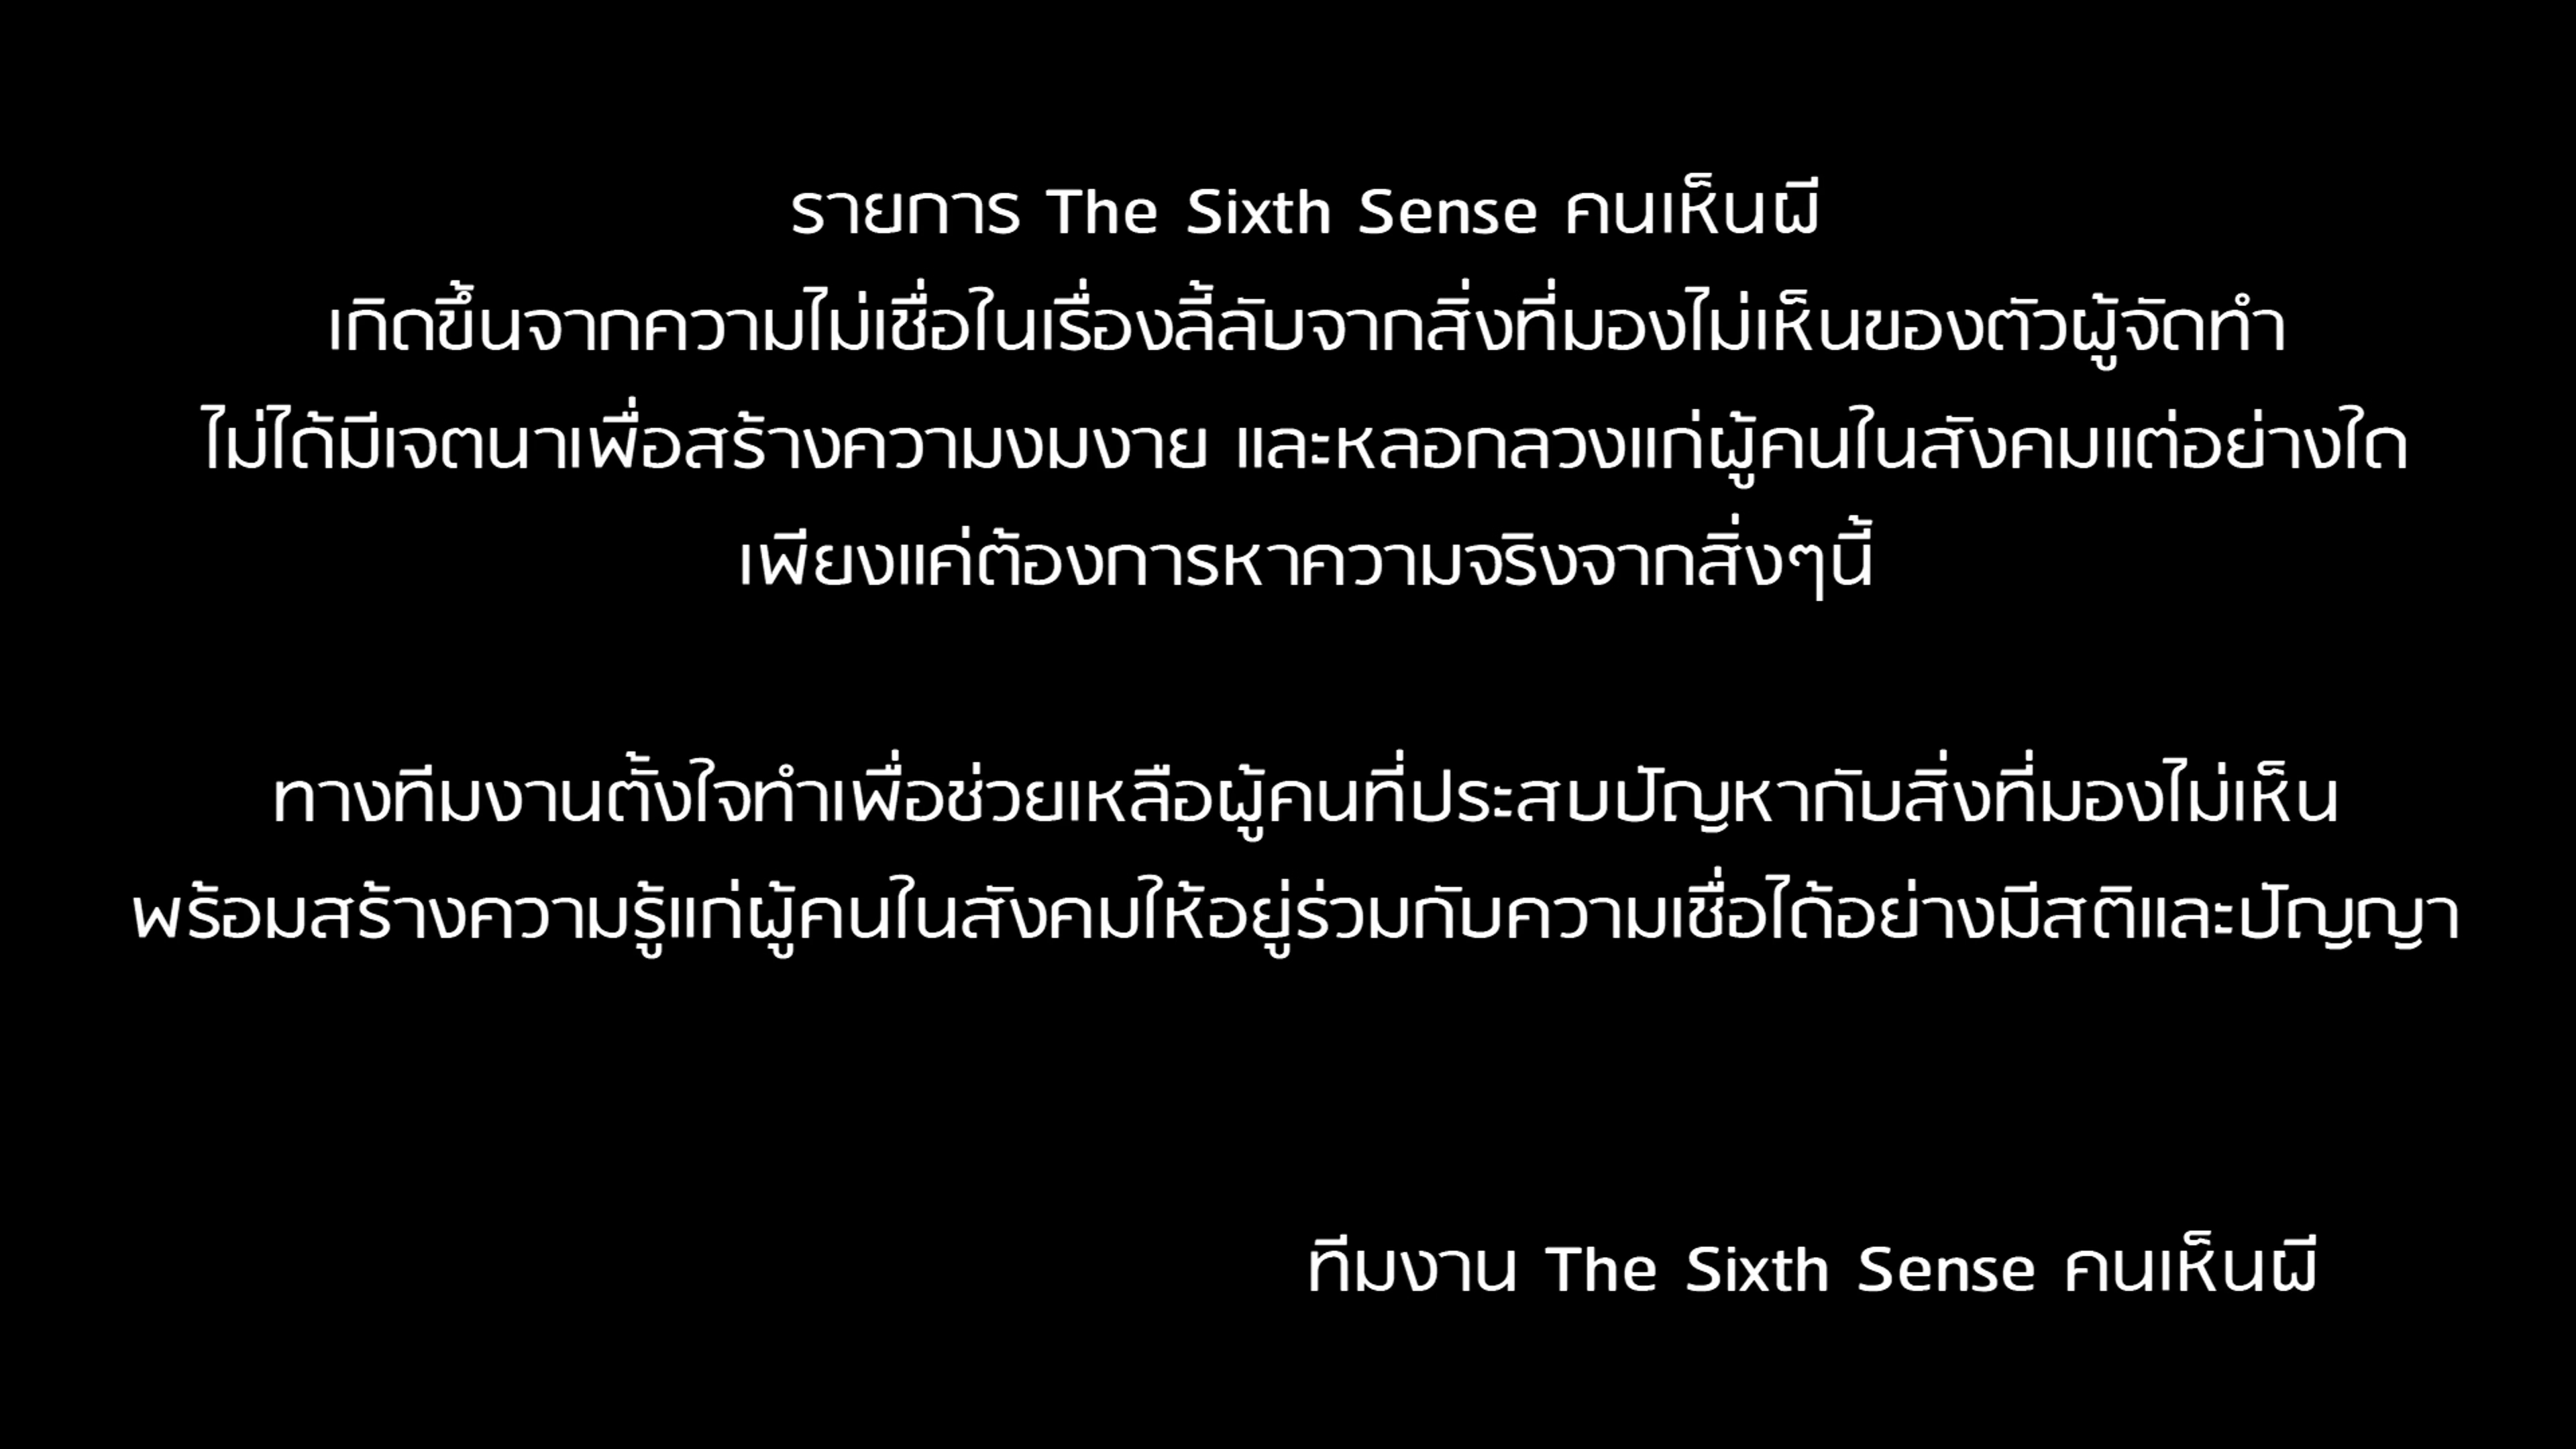 รายการ The Sixth Sense คนเห็นผี
เกิดขึ้นจากความไม่เชื่อในเรื่องลี้ลับจากสิ่งที่มองไม่เห็นของตัวผู้จัดทำ
ไม่ได้มีเจตนาเพื่อสร้างความงมงาย และหลอกลวงแก่ผู้คนในสังคมแต่อย่างใด
เพียงแค่ต้องการหาความจริงจากสิ่งๆนี้
ทางทีมงานตั้งใจทำเพื่อช่วยเหลือผู้คนที่ประสบปัญหากับสิ่งที่มองไม่เห็น
พร้อมสร้างความรู้แก่ผู้คนในสังคมให้อยู่ร่วมกับความเชื่อได้อย่างมีสติและปัญญา
ทีมงาน The Sixth Sense คนเห็นผี